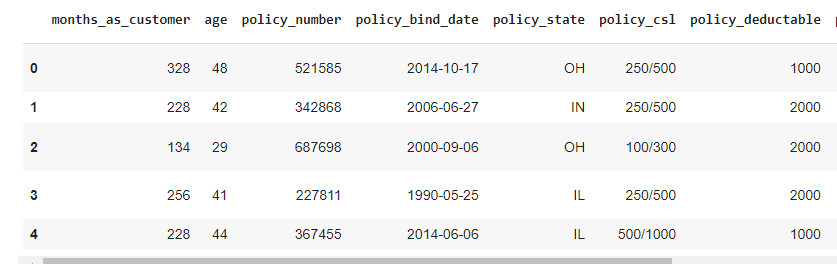 months_as_customer age policy_number policy_bind_date policy_state policy_csl policy_deductable
0 328 48 521585 2014-10-17 OH 250/500 1000
1 228 42 342868 2006-06-27 IN 250/500 2000
2 134 29 687698 2000-09-06 OH 100/300 2000
3 256 41 227811 1990-05-25 IL 250/500 2000
4 228 44 367455 2014-06-06 IL 500/1000 1000